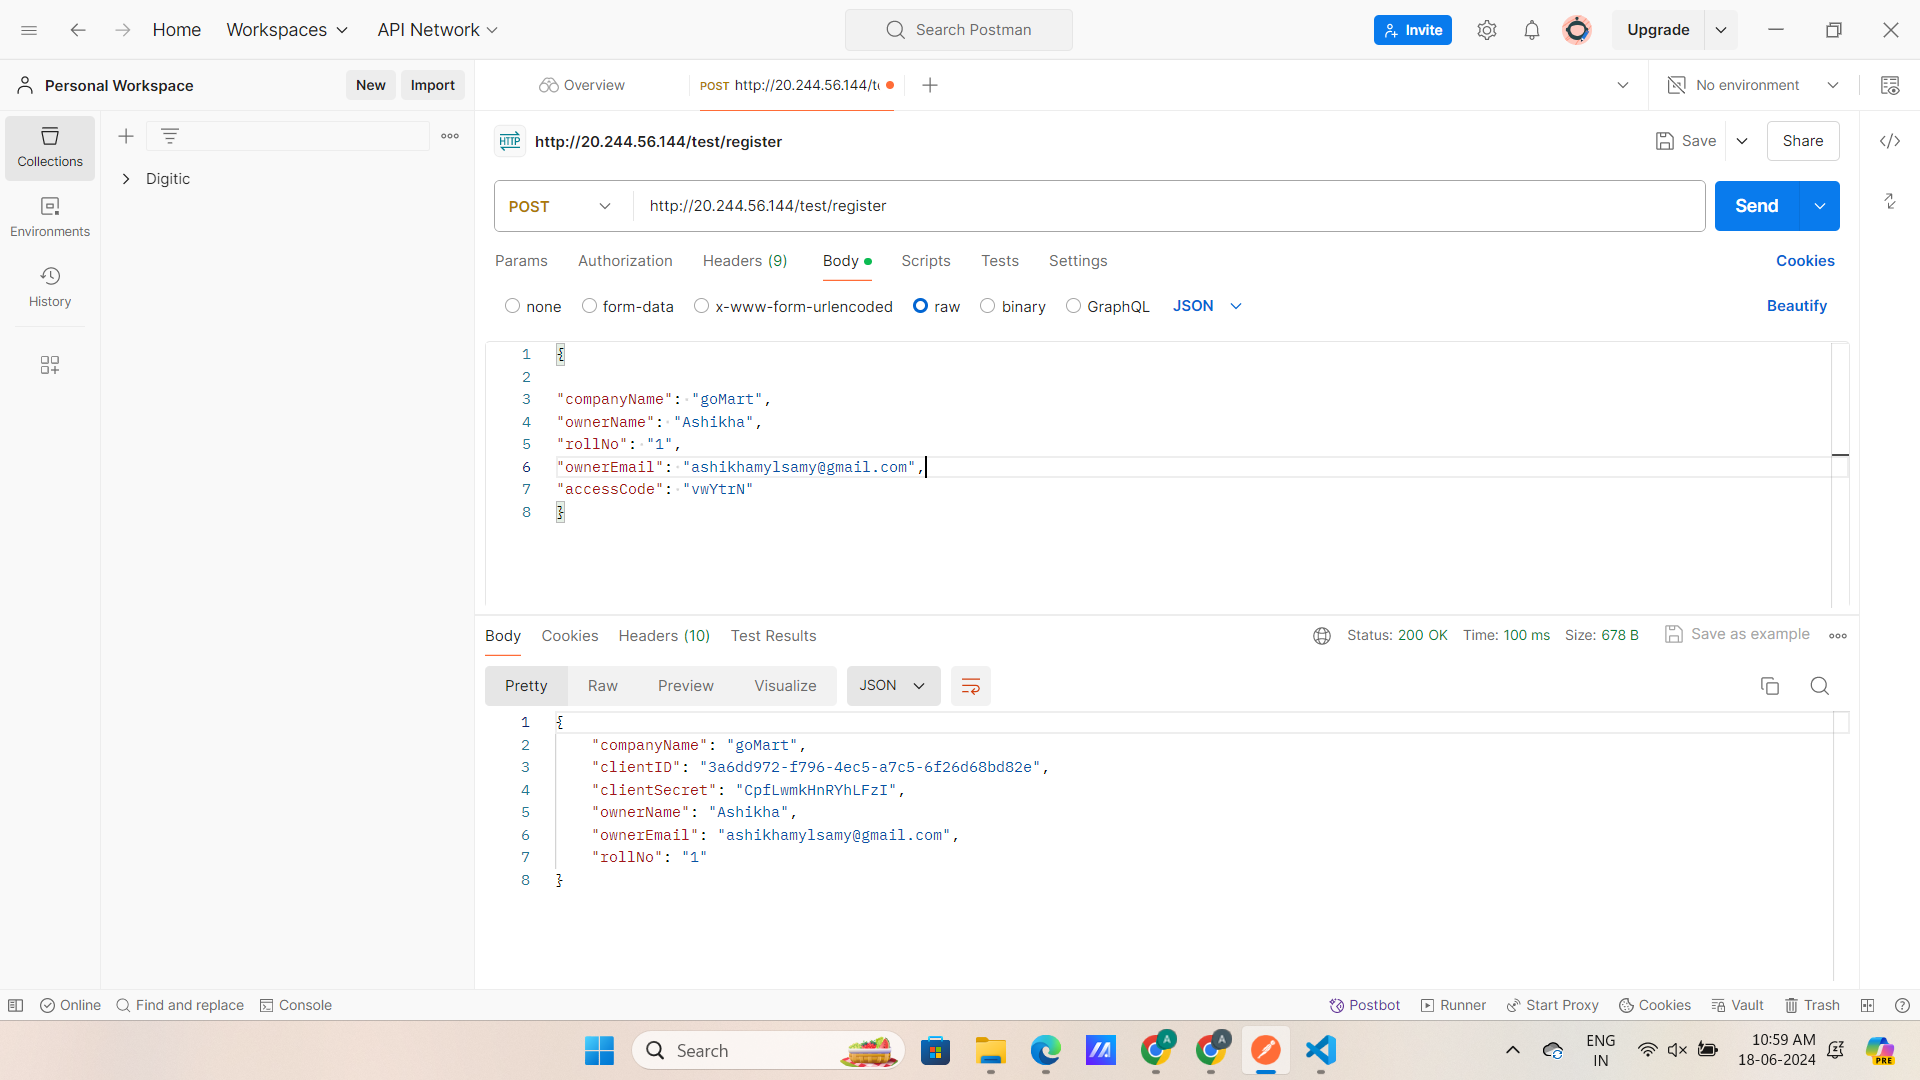 Home Workspaces API Network Search Postman Invite Upgrade
Personal Workspace New Import Overview POST http://20.244.56.144/t No environment
Collections
Environments
History
Digitic
HTTP http://20.244.56.144/test/register Save Share
POST http://20.244.56.144/test/register Send
Params Authorization Headers (9) Body Scripts Tests Settings Cookies
none form-data x-www-form-urlencoded raw binary GraphQL JSON Beautify
1 {
2
3 "companyName": "goMart",
4 "ownerName": "Ashikha",
5 "rollNo": "1",
6 "ownerEmail": "ashikhamylsamy@gmail.com",
7 "accessCode": "vwYtrN"
8 }
Body Cookies Headers (10) Test Results Status: 200 OK Time: 100 ms Size: 678 B Save as example
Pretty Raw Preview Visualize JSON
1 {
2 "companyName": "goMart",
3 "clientID": "3a6dd972-f796-4ec5-a7c5-6f26d68bd82e",
4 "clientSecret": "CpfLwmkHnRYhLFzI",
5 "ownerName": "Ashikha",
6 "ownerEmail": "ashikhamylsamy@gmail.com",
7 "rollNo": "1"
8 }
Online Find and replace Console Postbot Runner Start Proxy Cookies Vault Trash
Search A A ENG 10:59 AM
IN 18-06-2024 PRE